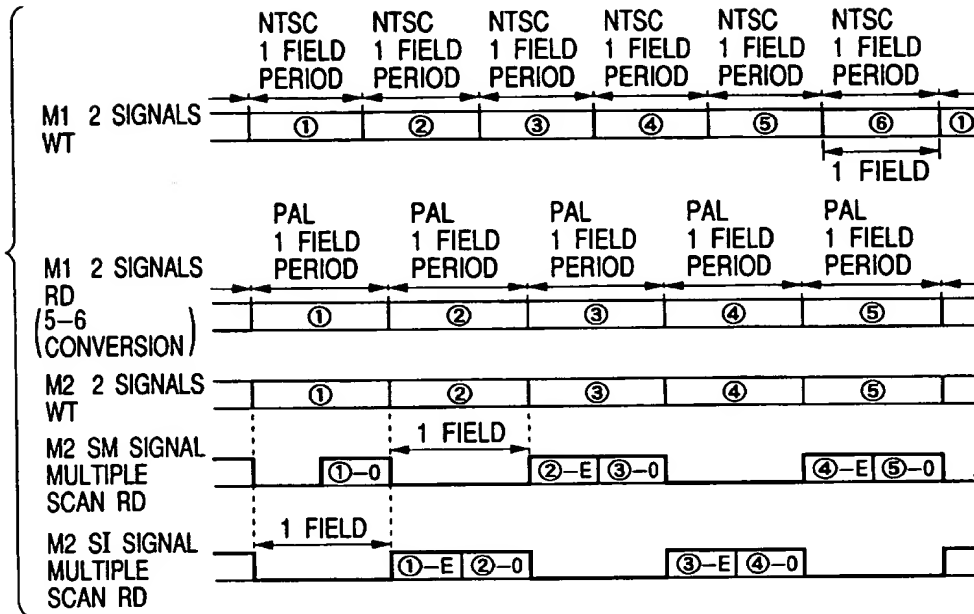 NTSC 1 FIELD PERIOD
NTSC 1 FIELD PERIOD
NTSC 1 FIELD PERIOD
NTSC 1 FIELD PERIOD
NTSC 1 FIELD PERIOD
NTSC 1 FIELD PERIOD
M1 2 SIGNALS
WT
① ② ③ ④ ⑤ ⑥ ①
1 FIELD
PAL 1 FIELD PERIOD
PAL 1 FIELD PERIOD
PAL 1 FIELD PERIOD
PAL 1 FIELD PERIOD
PAL 1 FIELD PERIOD
M1 2 SIGNALS
RD
(5-6
CONVERSION)
① ② ③ ④ ⑤
M2 2 SIGNALS
WT
① ② ③ ④ ⑤
1 FIELD
M2 SM SIGNAL
MULTIPLE
SCAN RD
①-0 ②-E ③-0 ④-E ⑤-0
1 FIELD
M2 SI SIGNAL
MULTIPLE
SCAN RD
①-E ②-0 ③-E ④-0